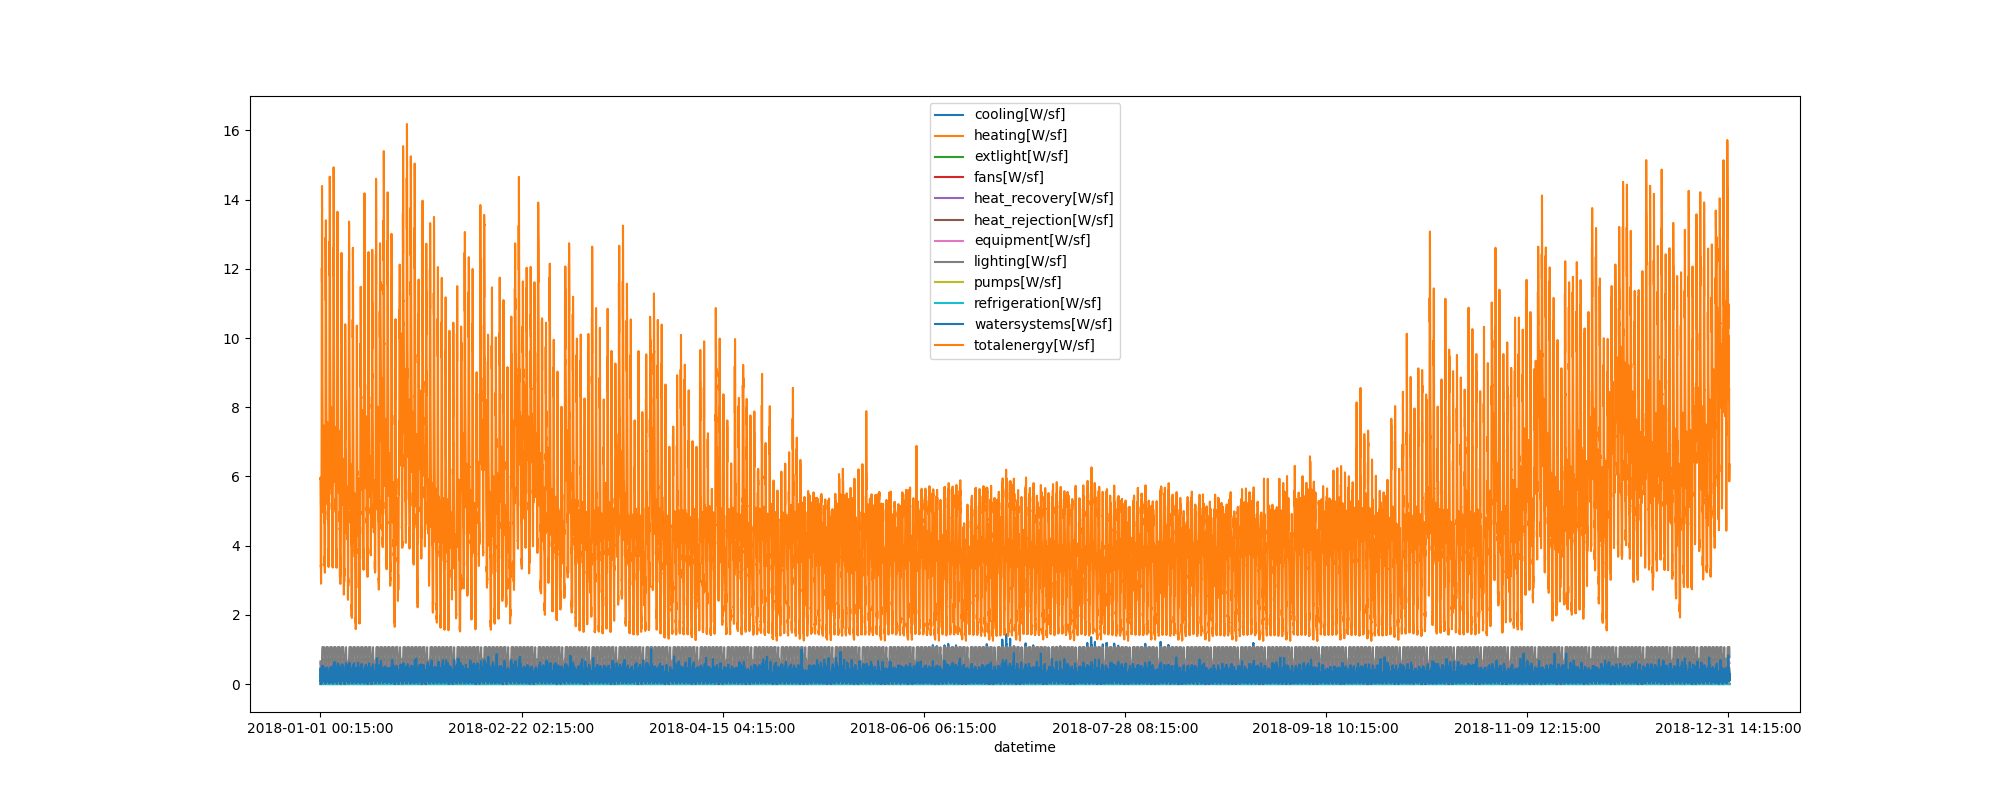 cooling[W/sf]
heating[W/sf]
extlight[W/sf]
fans[W/sf]
heat_recovery[W/sf]
heat_rejection[W/sf]
equipment[W/sf]
lighting[W/sf]
pumps[W/sf]
refrigeration[W/sf]
watersystems[W/sf]
totalenergy[W/sf]
16
14
12
10
8
6
4
2
0
2018-01-01 00:15:00 2018-02-22 02:15:00 2018-04-15 04:15:00 2018-06-06 06:15:00 2018-07-28 08:15:00 2018-09-18 10:15:00 2018-11-09 12:15:00 2018-12-31 14:15:00
datetime